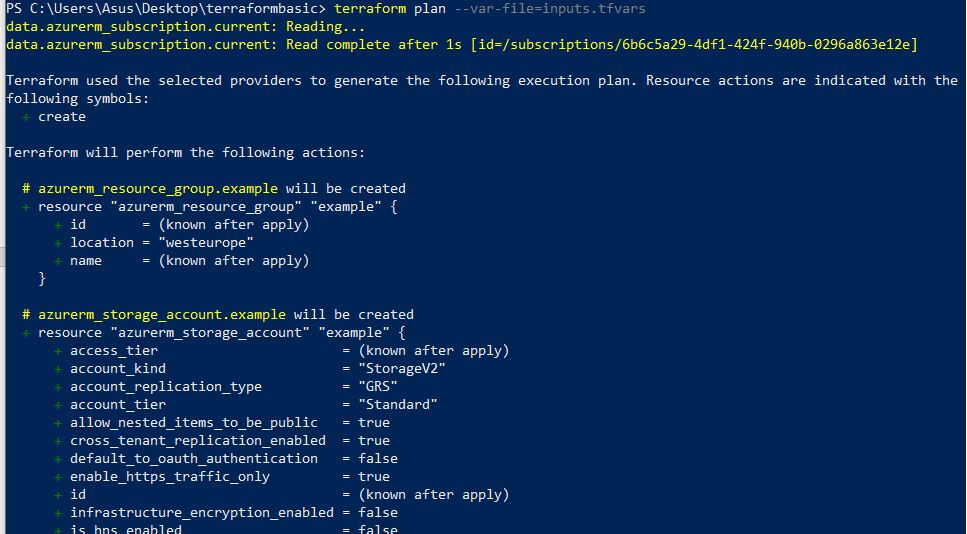 PS C:\Users\Asus\Desktop\terraformbasic> terraform plan --var-file=inputs.tfvars
data.azurerm_subscription.current: Reading...
data.azurerm_subscription.current: Read complete after 1s [id=/subscriptions/6b6c5a29-4df1-424f-940b-0296a863e12e]
Terraform used the selected providers to generate the following execution plan. Resource actions are indicated with the
following symbols:
+ create
Terraform will perform the following actions:
# azurerm_resource_group.example will be created
+ resource "azurerm_resource_group" "example" {
+ id       = (known after apply)
+ location = "westeurope"
+ name     = (known after apply)
}
# azurerm_storage_account.example will be created
+ resource "azurerm_storage_account" "example" {
+ access_tier                       = (known after apply)
+ account_kind                      = "StorageV2"
+ account_replication_type          = "GRS"
+ account_tier                      = "Standard"
+ allow_nested_items_to_be_public   = true
+ cross_tenant_replication_enabled  = true
+ default_to_oauth_authentication   = false
+ enable_https_traffic_only         = true
+ id                                = (known after apply)
+ infrastructure_encryption_enabled = false
+ is_hns_enabled                    = false